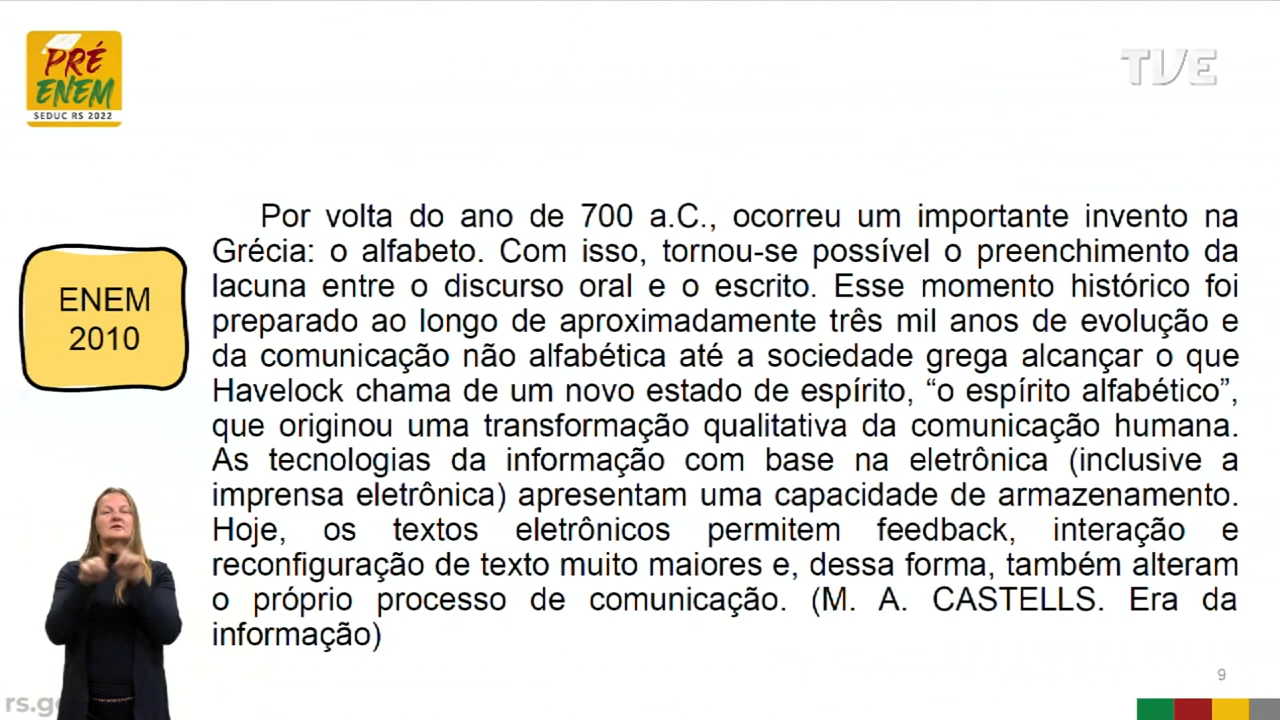 PRÉ
ENEM
SEDUC RS 2022
TVE
ENEM
2010
Por volta do ano de 700 a.C., ocorreu um importante invento na
Grécia: o alfabeto. Com isso, tornou-se possível o preenchimento da
lacuna entre o discurso oral e o escrito. Esse momento histórico foi
preparado ao longo de aproximadamente três mil anos de evolução e
da comunicação não alfabética até a sociedade grega alcançar o que
Havelock chama de um novo estado de espírito, “o espírito alfabético”,
que originou uma transformação qualitativa da comunicação humana.
As tecnologias da informação com base na eletrônica (inclusive a
imprensa eletrônica) apresentam uma capacidade de armazenamento.
Hoje, os textos eletrônicos permitem feedback, interação e
reconfiguração de texto muito maiores e, dessa forma, também alteram
o próprio processo de comunicação. (M. A. CASTELLS. Era da
informação)
9